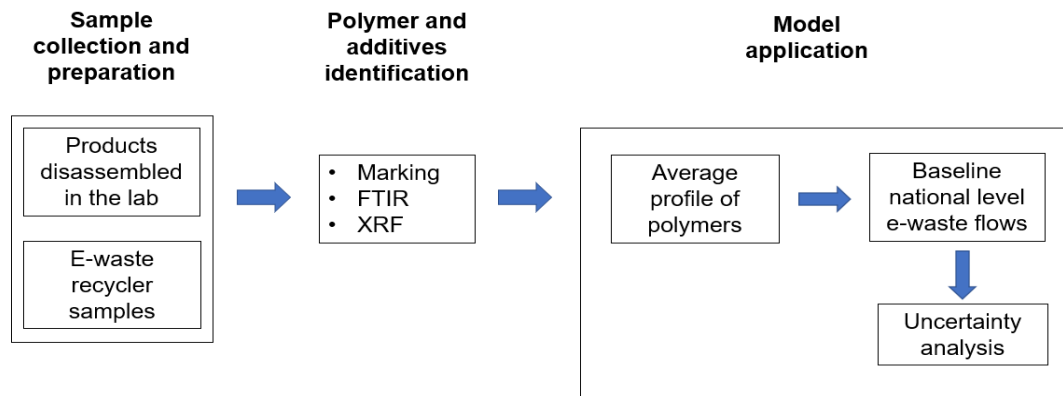 Sample
collection and
preparation
Polymer and
additives
identification
Model
application
Products
disassembled
in the lab
E-waste
recycler
samples
• Marking
• FTIR
• XRF
Average
profile of
polymers
Baseline
national level
e-waste flows
Uncertainty
analysis